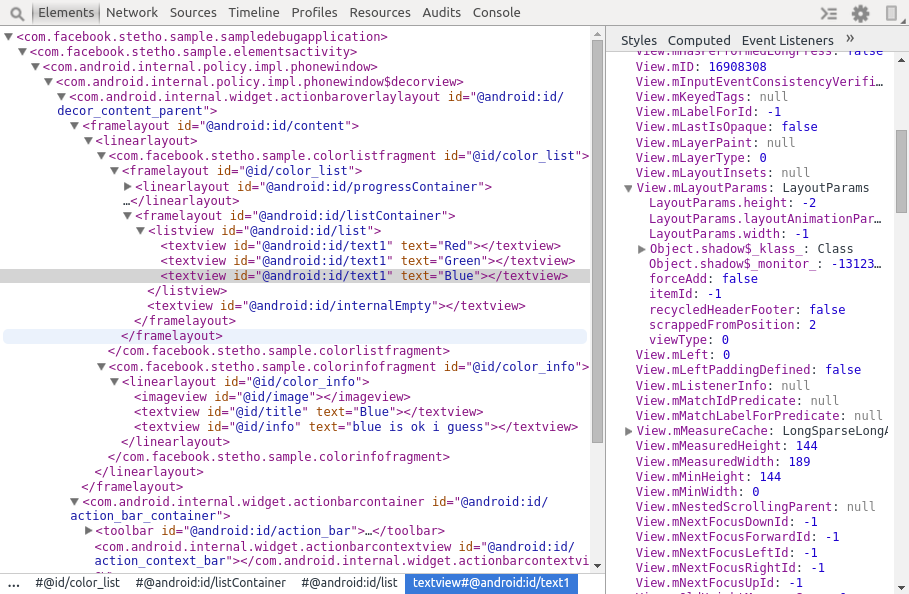 Elements Network Sources Timeline Profiles Resources Audits Console
<com.facebook.stetho.sample.sampledebugapplication>
<com.facebook.stetho.sample.elementsactivity>
<com.android.internal.policy.impl.phonewindow>
<com.android.internal.policy.impl.phonewindow$decorview>
<com.android.internal.widget.actionbaroverlaylayout id="@android:id/
decor_content_parent">
<framelayout id="@android:id/content">
<linearlayout>
<com.facebook.stetho.sample.colorlistfragment id="@id/color_list">
<framelayout id="@id/color_list">
<linearlayout id="@android:id/progressContainer">
…</linearlayout>
<framelayout id="@android:id/listContainer">
<listview id="@android:id/list">
<textview id="@android:id/text1" text="Red"></textview>
<textview id="@android:id/text1" text="Green"></textview>
<textview id="@android:id/text1" text="Blue"></textview>
</listview>
<textview id="@android:id/internalEmpty"></textview>
</framelayout>
</framelayout>
</com.facebook.stetho.sample.colorlistfragment>
<com.facebook.stetho.sample.colorinfofragment id="@id/color_info">
<linearlayout id="@id/color_info">
<imageview id="@id/image"></imageview>
<textview id="@id/title" text="Blue"></textview>
<textview id="@id/info" text="blue is ok i guess"></textview>
</linearlayout>
</com.facebook.stetho.sample.colorinfofragment>
</linearlayout>
</framelayout>
<com.android.internal.widget.actionbarcontainer id="@android:id/
action_bar_container">
<toolbar id="@android:id/action_bar">…</toolbar>
<com.android.internal.widget.actionbarcontextview id="@android:id/
action_context_bar"></com.android.internal.widget.actionbarcontextvi
… #@id/color_list #@android:id/listContainer #@android:id/list textview#@android:id/text1
Styles Computed Event Listeners »
View.mHasPerformedLongPress: false
View.mID: 16908308
View.mInputEventConsistencyVerifi…
View.mKeyedTags: null
View.mLabelForId: -1
View.mLastIsOpaque: false
View.mLayerPaint: null
View.mLayerType: 0
View.mLayoutInsets: null
View.mLayoutParams: LayoutParams
LayoutParams.height: -2
LayoutParams.layoutAnimationPar…
LayoutParams.width: -1
Object.shadow$_klass_: Class
Object.shadow$_monitor_: -13123…
forceAdd: false
itemId: -1
recycledHeaderFooter: false
scrappedFromPosition: 2
viewType: 0
View.mLeft: 0
View.mLeftPaddingDefined: false
View.mListenerInfo: null
View.mMatchIdPredicate: null
View.mMatchLabelForPredicate: null
View.mMeasureCache: LongSparseLongA
View.mMeasuredHeight: 144
View.mMeasuredWidth: 189
View.mMinHeight: 144
View.mMinWidth: 0
View.mNestedScrollingParent: null
View.mNextFocusDownId: -1
View.mNextFocusForwardId: -1
View.mNextFocusLeftId: -1
View.mNextFocusRightId: -1
View.mNextFocusUpId: -1